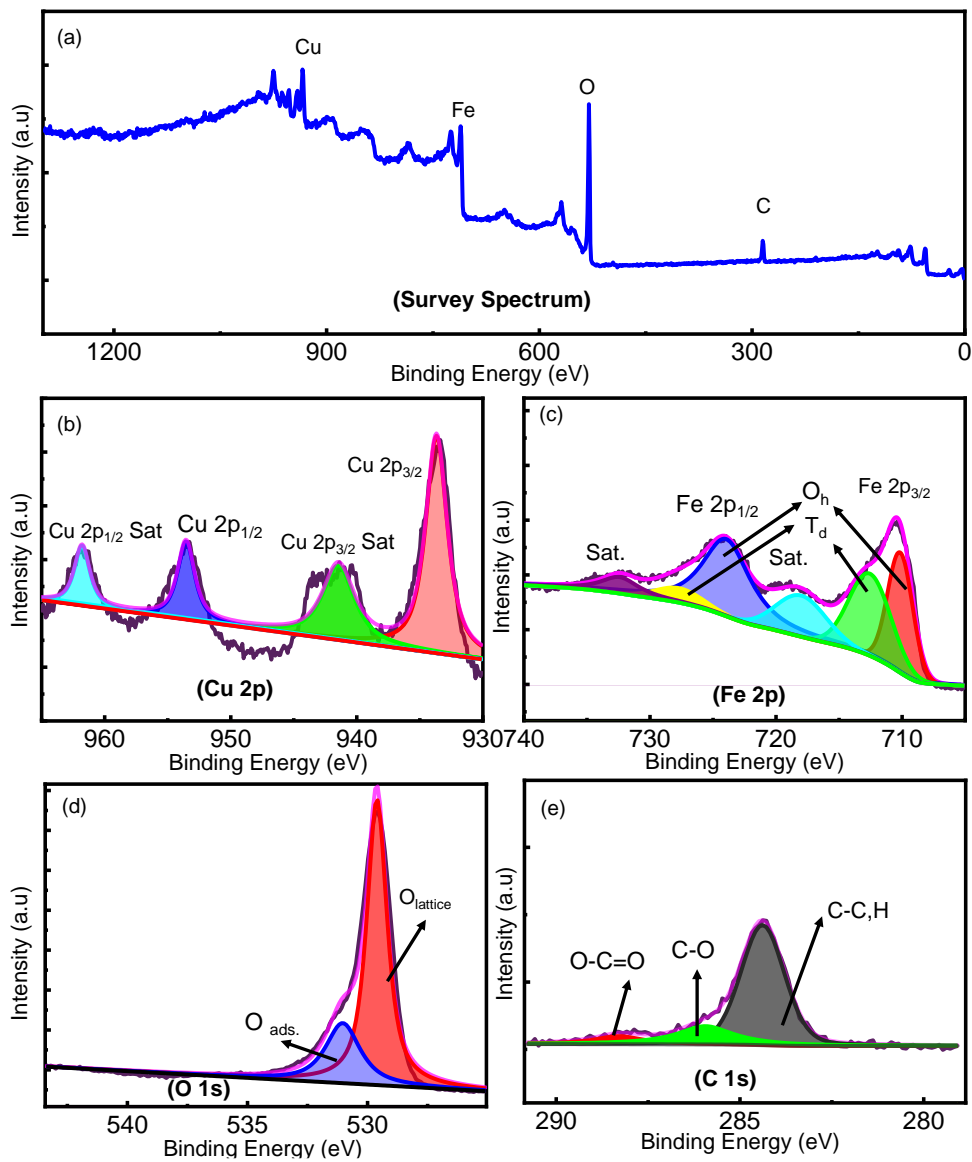 (a)
Cu
Fe
O
C
(Survey Spectrum)
Intensity (a.u)
1200 900 600 300 0
Binding Energy (eV)
(b)
Cu 2p3/2
Cu 2p1/2 Sat
Cu 2p1/2
Cu 2p3/2 Sat
(Cu 2p)
Intensity (a.u)
960 950 940 930
Binding Energy (eV)
(c)
Oh
Fe 2p3/2
Fe 2p1/2
Td
Sat.
Sat.
(Fe 2p)
Intensity (a.u)
740 730 720 710
Binding Energy (eV)
(d)
Olattice
O ads.
(O 1s)
Intensity (a.u)
540 535 530
Binding Energy (eV)
(e)
C-C,H
C-O
O-C=O
(C 1s)
Intensity (a.u)
290 285 280
Binding Energy (eV)